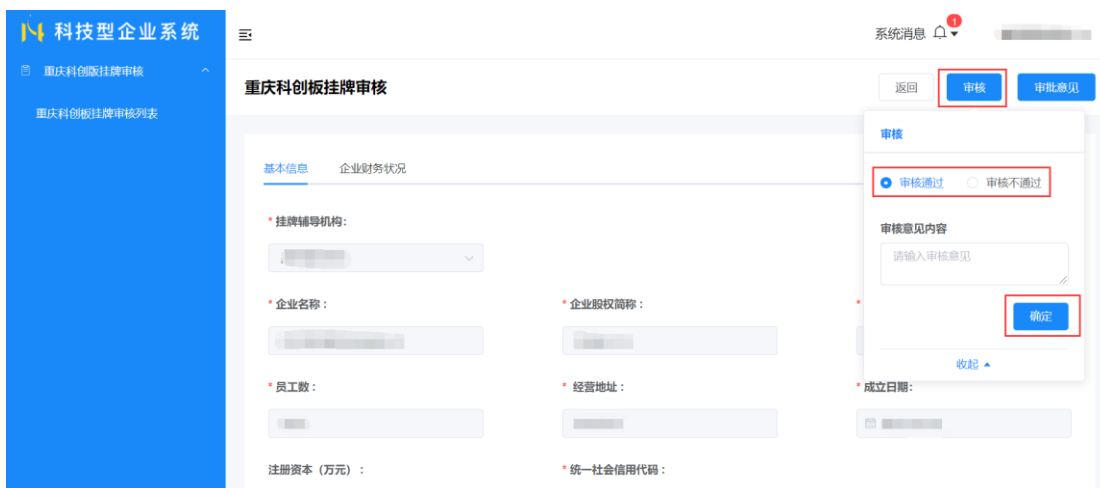 科技型企业系统
系统消息
1
重庆科创版挂牌审核
重庆科创板挂牌审核列表
重庆科创板挂牌审核
返回
审核
审批意见
审核
审核通过
审核不通过
审核意见内容
请输入审核意见
确定
收起
基本信息
企业财务状况
* 挂牌辅导机构:
* 企业名称：
* 企业股权简称：
*
* 员工数：
* 经营地址：
* 成立日期:
注册资本（万元）：
* 统一社会信用代码：